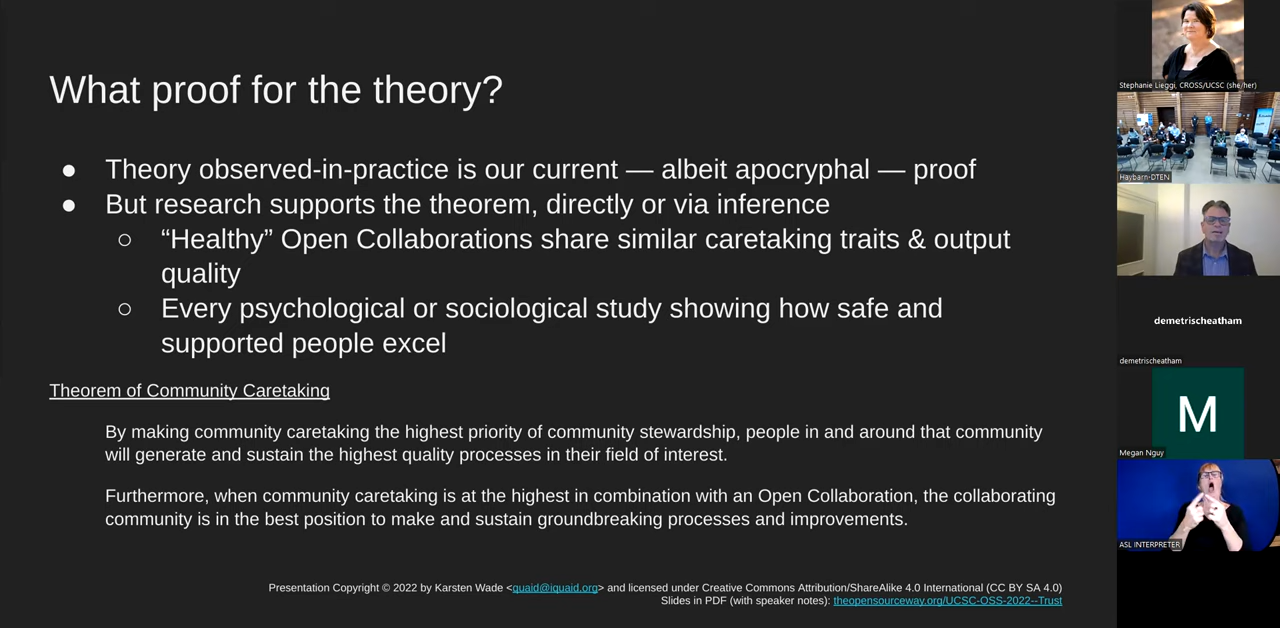 What proof for the theory?
● Theory observed-in-practice is our current — albeit apocryphal — proof
● But research supports the theorem, directly or via inference
○ “Healthy” Open Collaborations share similar caretaking traits & output
quality
○ Every psychological or sociological study showing how safe and
supported people excel
Theorem of Community Caretaking
By making community caretaking the highest priority of community stewardship, people in and around that community
will generate and sustain the highest quality processes in their field of interest.
Furthermore, when community caretaking is at the highest in combination with an Open Collaboration, the collaborating
community is in the best position to make and sustain groundbreaking processes and improvements.
Presentation Copyright © 2022 by Karsten Wade <quaid@iquaid.org> and licensed under Creative Commons Attribution/ShareAlike 4.0 International (CC BY SA 4.0)
Slides in PDF (with speaker notes): theopensourceway.org/UCSC-OSS-2022--Trust
Stephanie Lieggi, CROSS/UCSC (she/her)
Haybarn-DTEN
demetrischeatham
demetrischeatham
M
Megan Nguy
ASL INTERPRETER